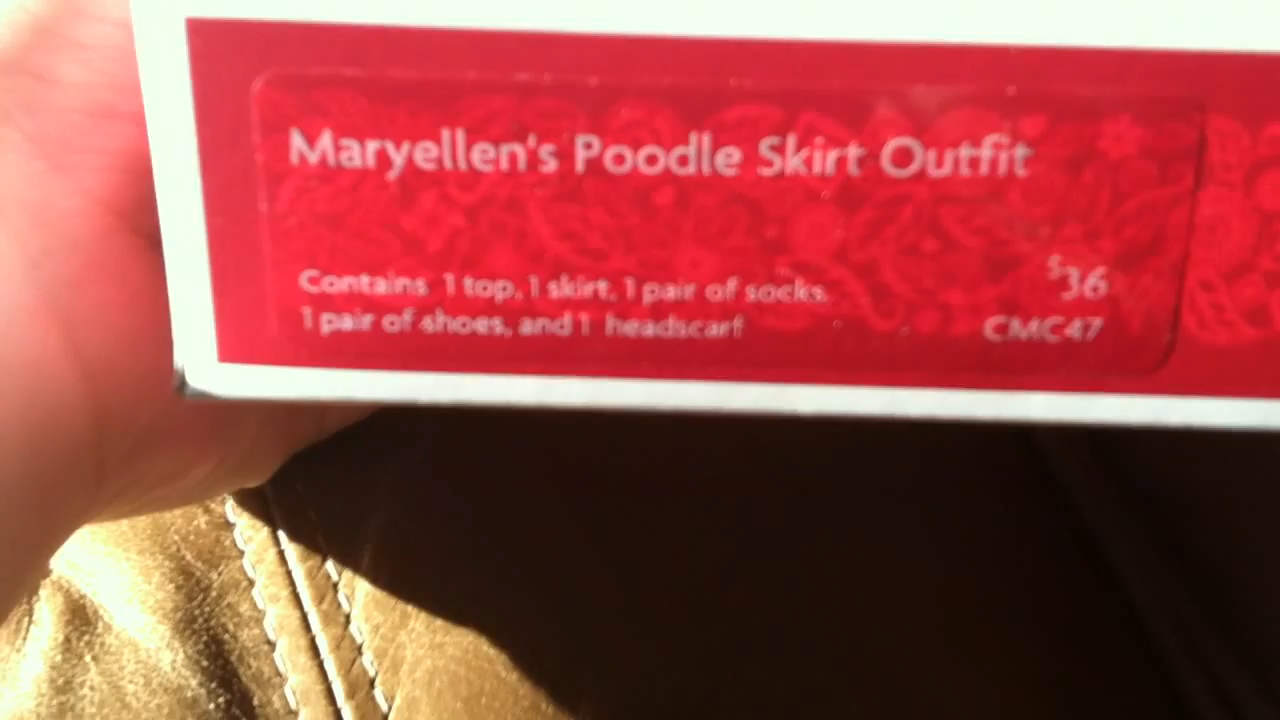 Maryellen's Poodle Skirt Outfit
Contains 1 top, 1 skirt, 1 pair of socks,
1 pair of shoes, and 1 headscarf
$36
CMC47